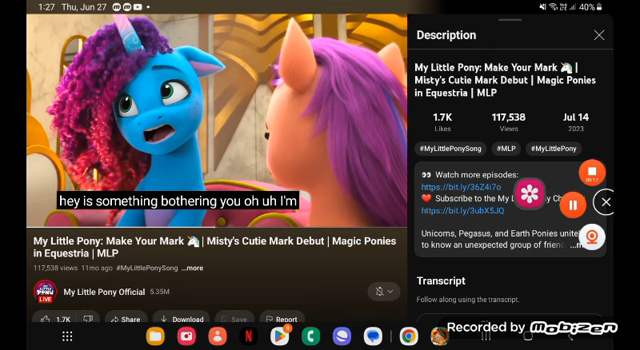 1:27 Thu, Jun 27
40%
hey is something bothering you oh uh I'm
My Little Pony: Make Your Mark 🦄 | Misty's Cutie Mark Debut | Magic Ponies
in Equestria | MLP
117,538 views 11mo ago #MyLittlePonySong ...more
LIVE
My Little Pony Official 5.35M
1.7K
Share
Download
Save
Report
Description
My Little Pony: Make Your Mark 🦄 |
Misty's Cutie Mark Debut | Magic Ponies
in Equestria | MLP
1.7K 117,538 Jul 14
Likes Views 2023
#MyLittlePonySong #MLP #MyLittlePony
👀 Watch more episodes:
https://bit.ly/36Z4i7o
❤️ Subscribe to the My L
https://bit.ly/3ubX5JQ
Unicorns, Pegasus, and Earth Ponies unite
to know an unexpected group of frien
Transcript
Follow along using the transcript.
Recorded by Mobizen